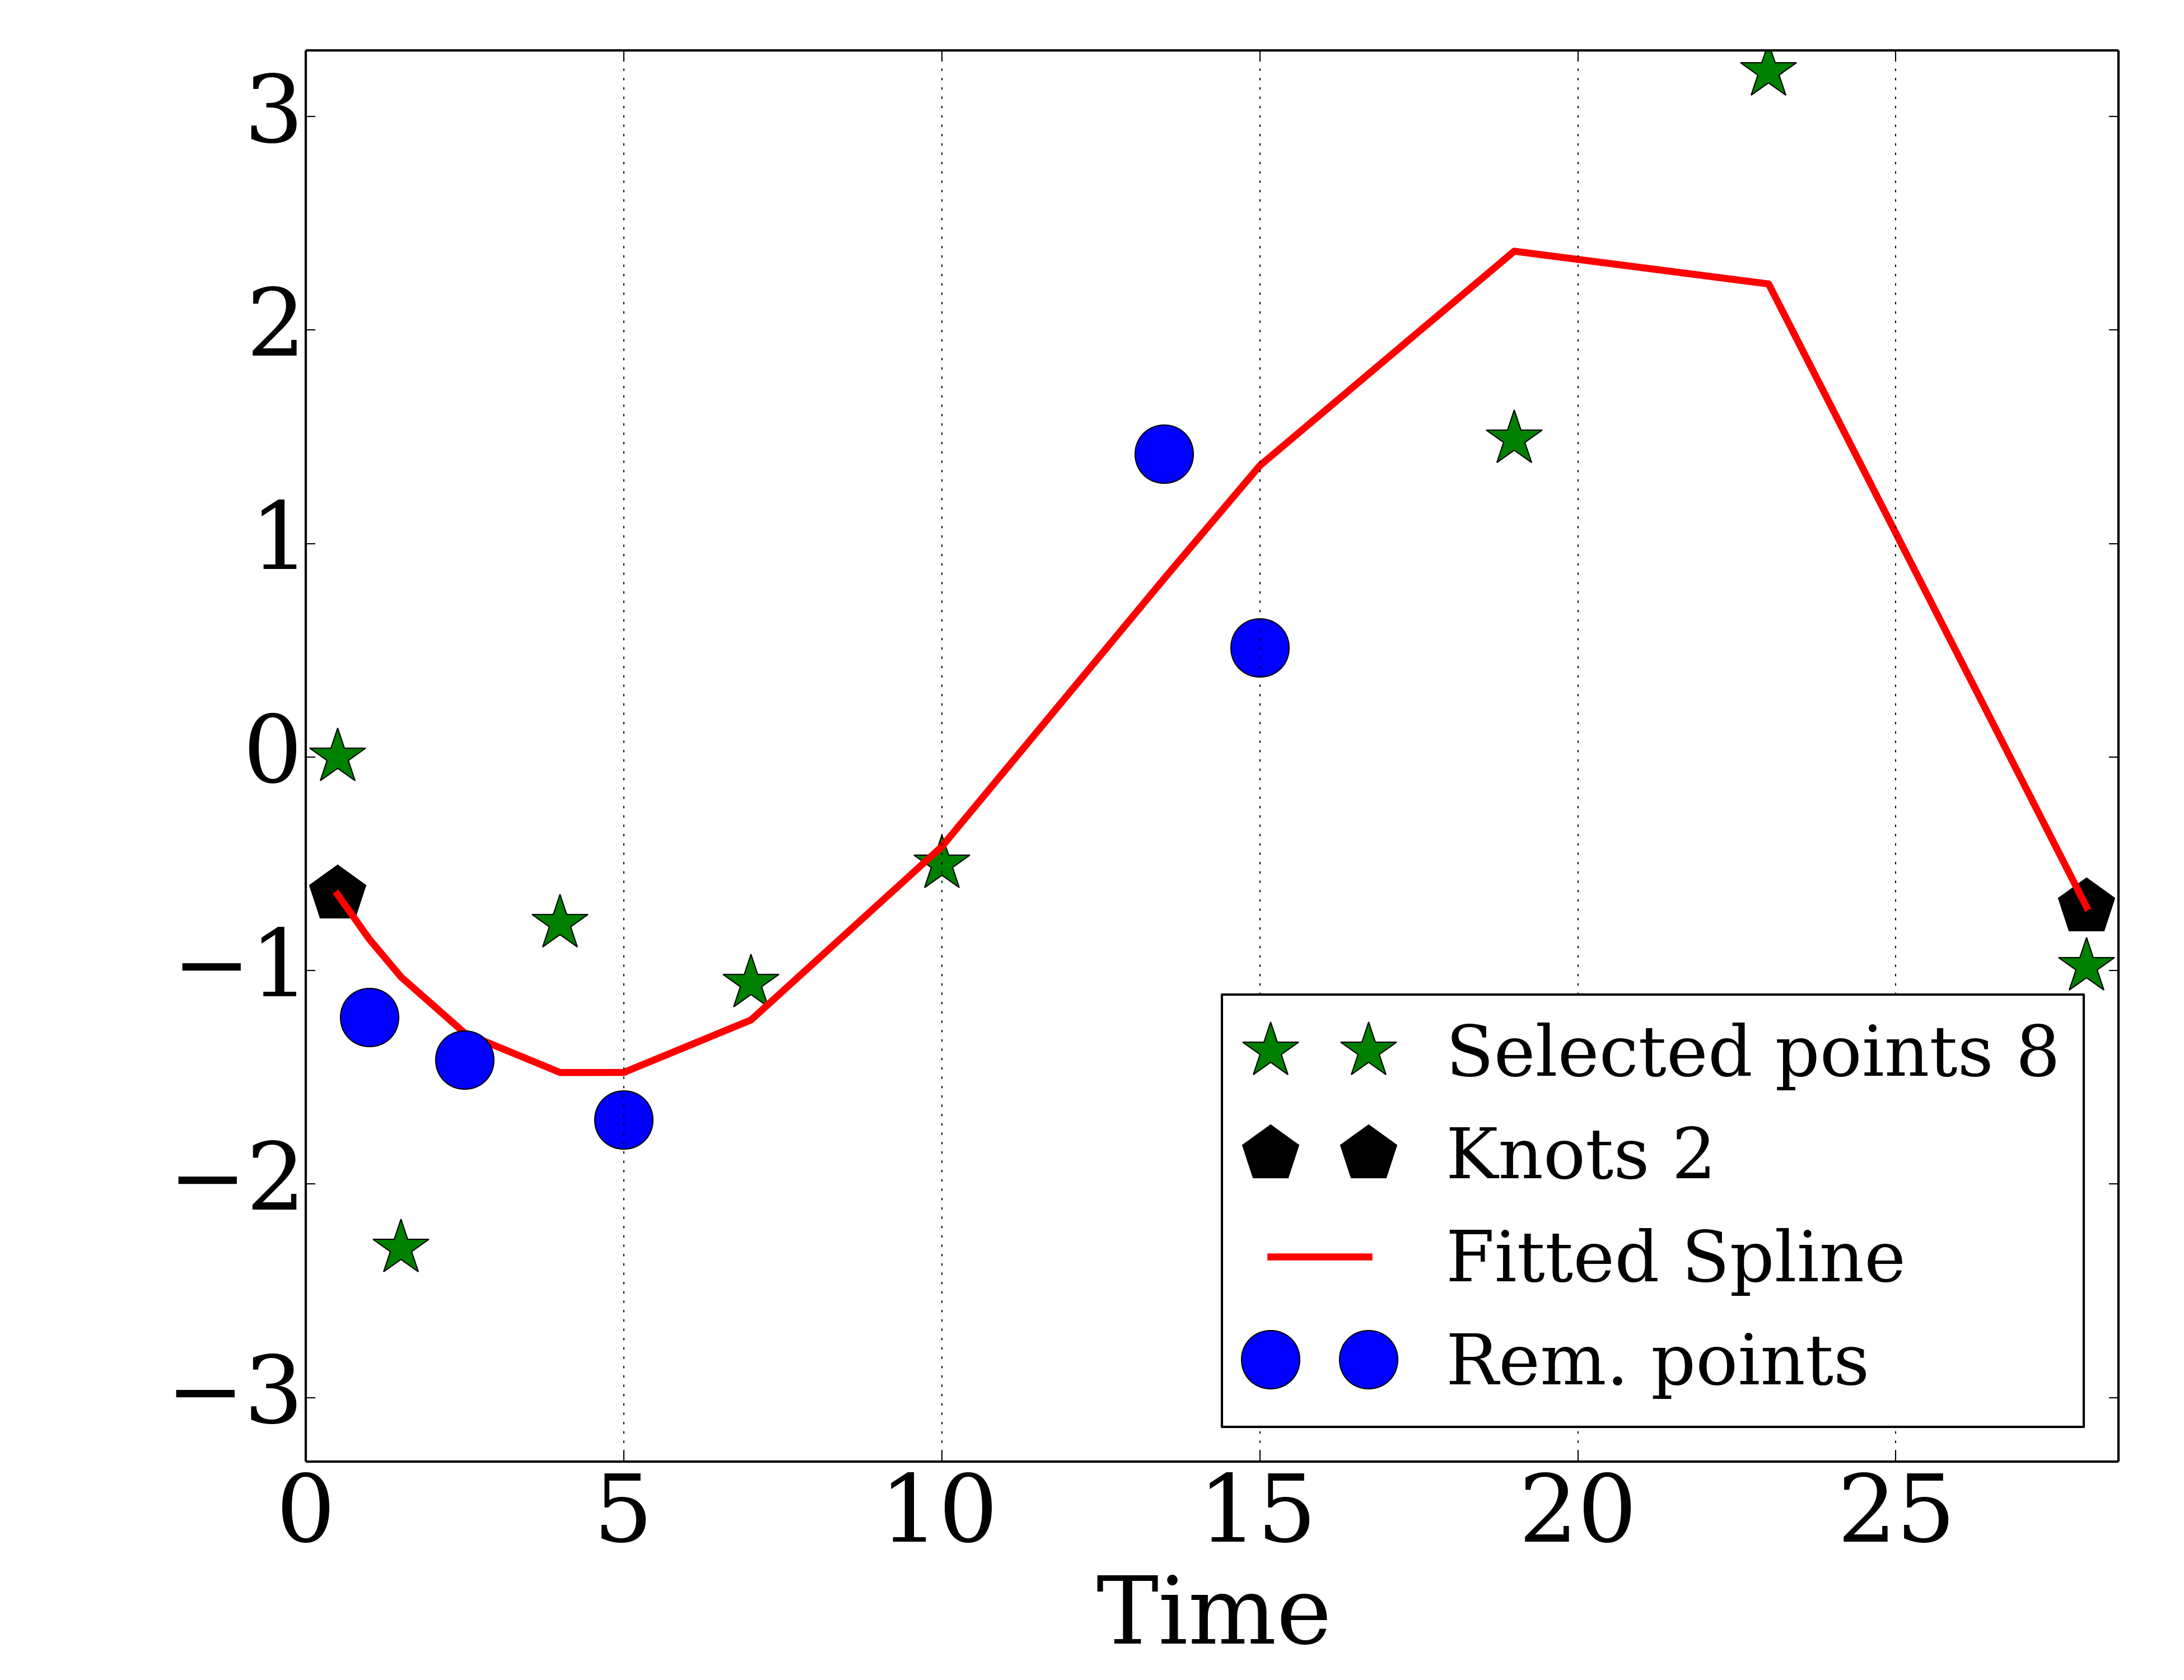 3
2
1
0
−1
−2
−3
Selected points 8
Knots 2
Fitted Spline
Rem. points
0 5 10 15 20 25
Time